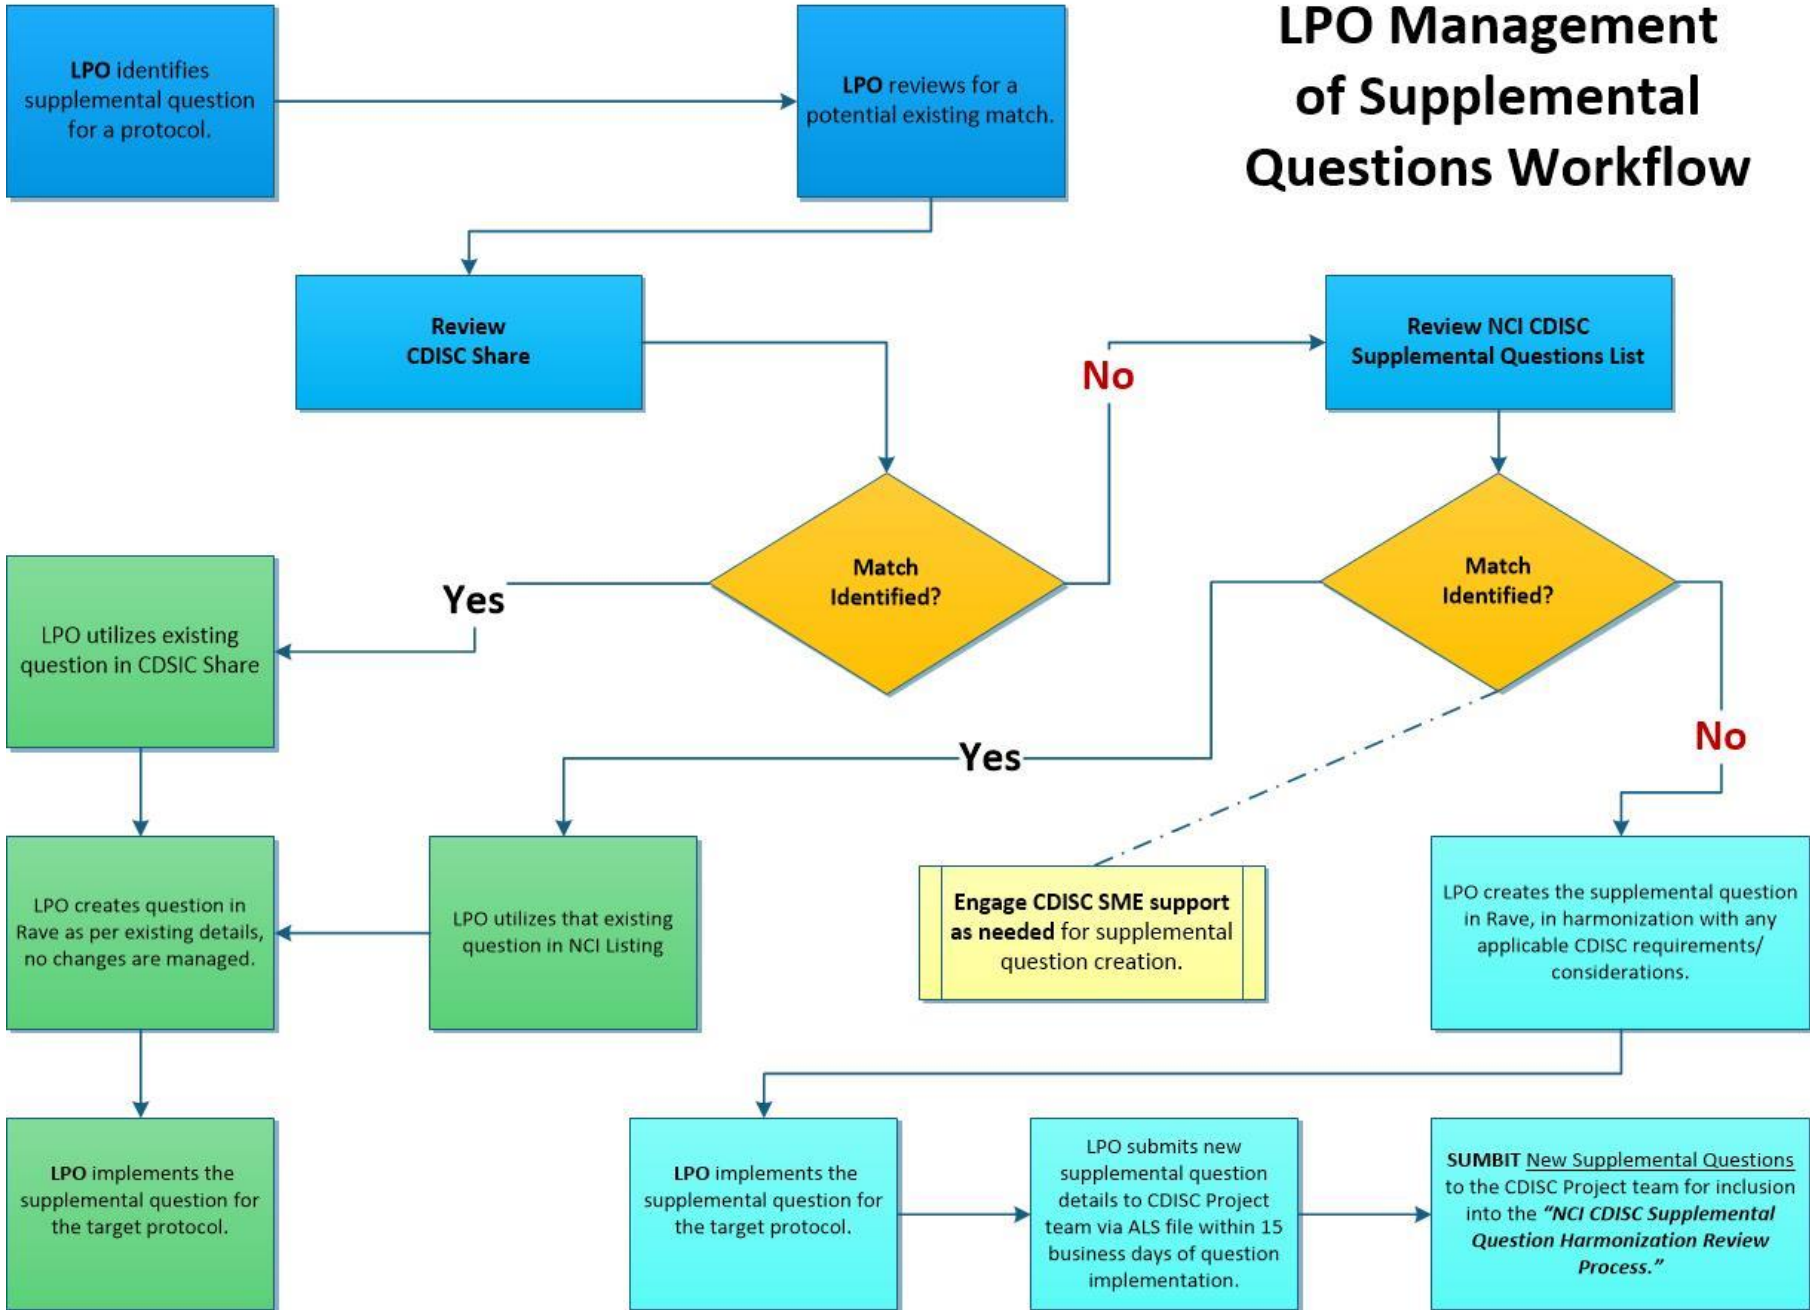 LPO Management
of Supplemental
Questions Workflow
LPO identifies
supplemental question
for a protocol.
LPO reviews for a
potential existing match.
Review
CDISC Share
No
Review NCI CDISC
Supplemental Questions List
Match
Identified?
Yes
Match
Identified?
LPO utilizes existing
question in CDSIC Share
Yes
No
LPO creates question in
Rave as per existing details,
no changes are managed.
LPO utilizes that existing
question in NCI Listing
Engage CDISC SME support
as needed for supplemental
question creation.
LPO creates the supplemental question
in Rave, in harmonization with any
applicable CDISC requirements/
considerations.
LPO implements the
supplemental question for
the target protocol.
LPO implements the
supplemental question for
the target protocol.
LPO submits new
supplemental question
details to CDISC Project
team via ALS file within 15
business days of question
implementation.
SUMBIT New Supplemental Questions
to the CDISC Project team for inclusion
into the “NCI CDISC Supplemental
Question Harmonization Review
Process.”